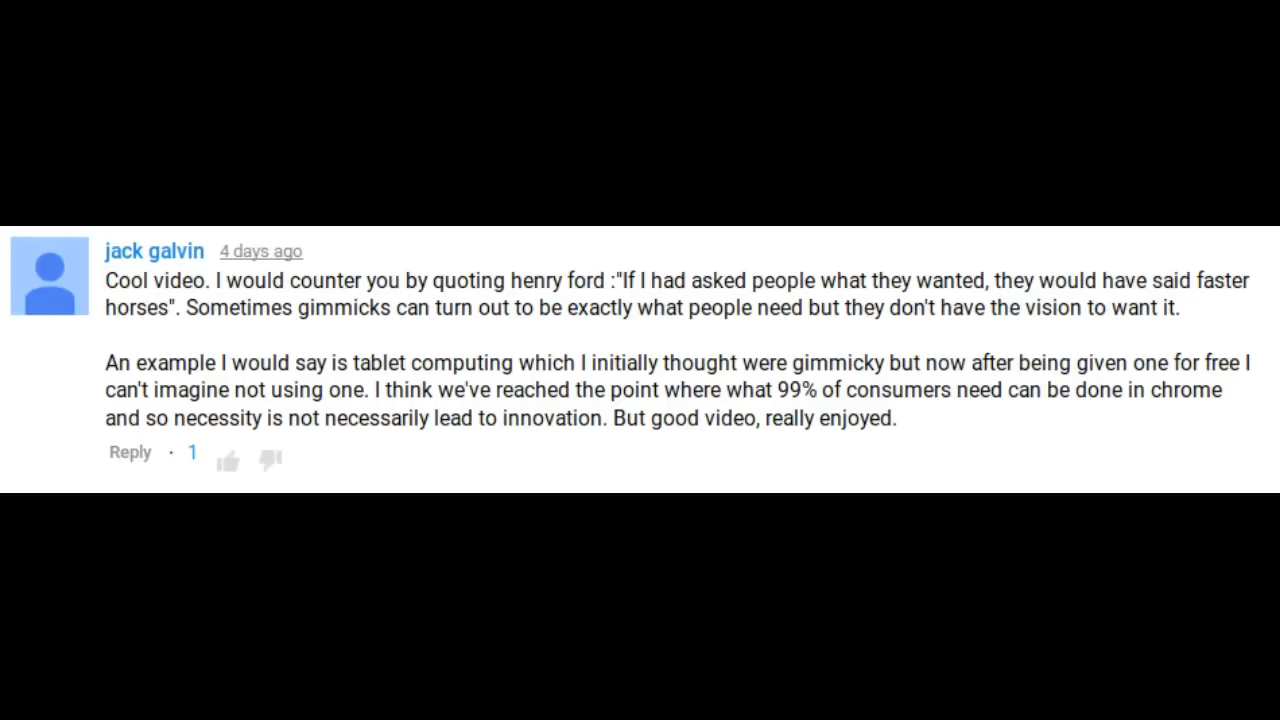 jack galvin 4 days ago
Cool video. I would counter you by quoting henry ford :"If I had asked people what they wanted, they would have said faster
horses". Sometimes gimmicks can turn out to be exactly what people need but they don't have the vision to want it.
An example I would say is tablet computing which I initially thought were gimmicky but now after being given one for free I
can't imagine not using one. I think we've reached the point where what 99% of consumers need can be done in chrome
and so necessity is not necessarily lead to innovation. But good video, really enjoyed.
Reply · 1